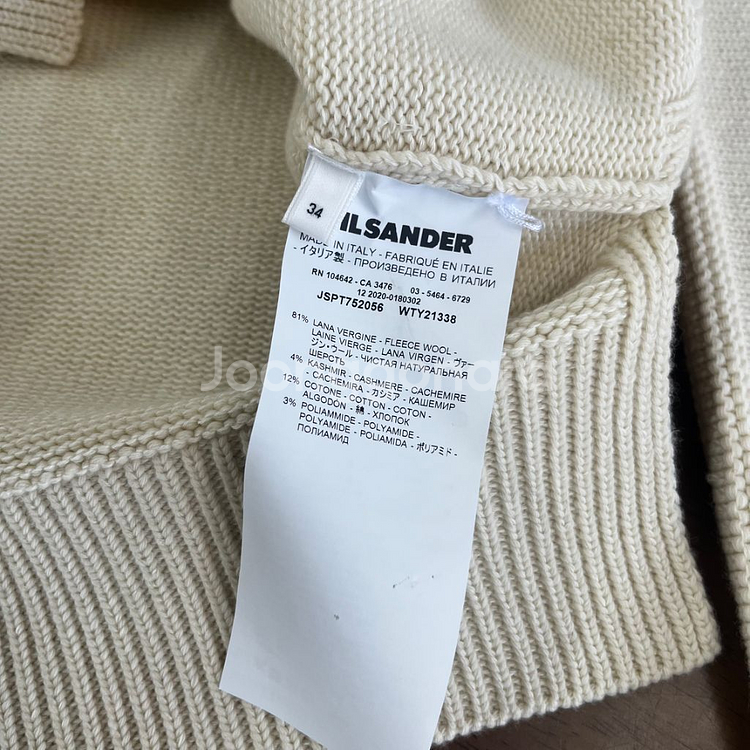 34
ILSANDER
MADE IN ITALY - FABRIQUÉ EN ITALIE
- イタリア製 - ПРОИЗВЕДЕНО В ИТАЛИИ
RN 104642 - CA 3476 03 - 5464 - 6729
12 2020-0180302
JSPT752056 WTY21338
81% LANA VERGINE - FLEECE WOOL -
LAINE VIERGE - LANA VIRGEN - ヴァー
ジン・ウール - ЧИСТАЯ НАТУРАЛЬНАЯ
ШЕРСТЬ
4% KASHMIR - CASHMERE - CACHEMIRE
- CACHEMIRA - カシミア - КАШЕМИР
12% COTONE - COTTON - COTON -
ALGODÓN - 綿 - ХЛОПОК
3% POLIAMMIDE - POLYAMIDE -
POLYAMIDE - POLIAMIDA - ポリアミド -
ПОЛИАМИД